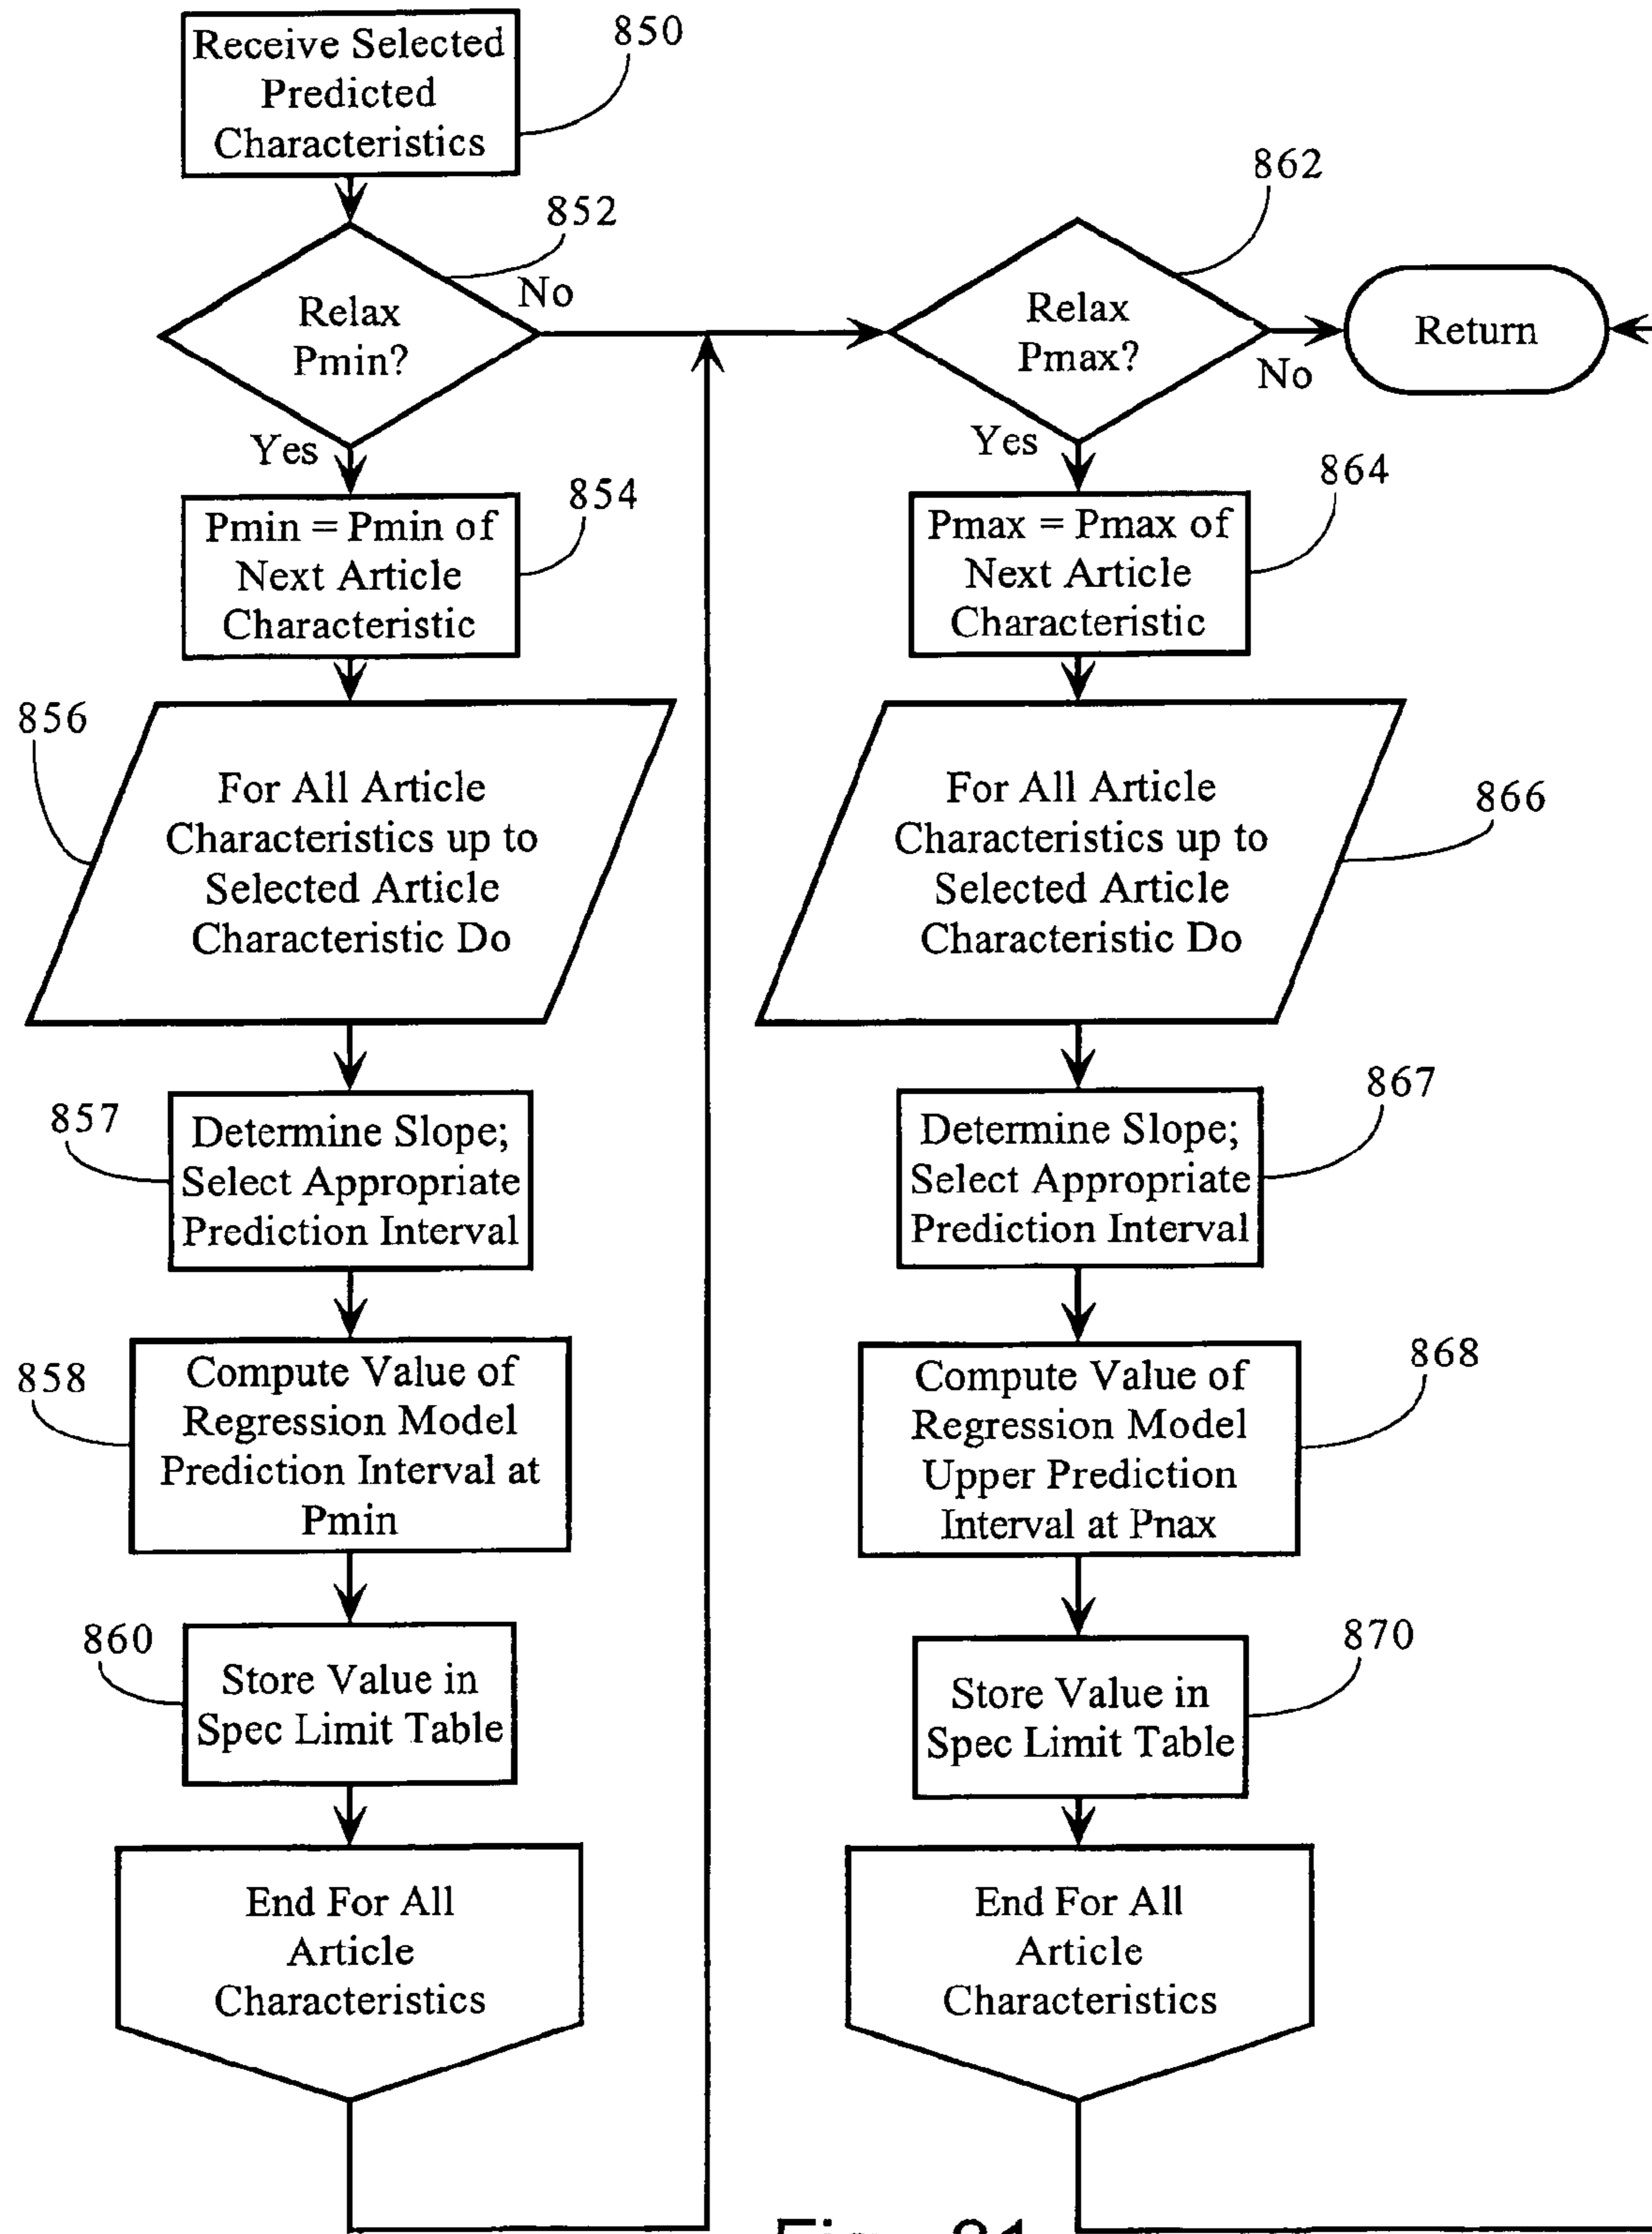 Receive Selected
Predicted
Characteristics
850
852
Relax
Pmin?
No
Yes
Pmin = Pmin of
Next Article
Characteristic
854
856
For All Article
Characteristics up to
Selected Article
Characteristic Do
857
Determine Slope;
Select Appropriate
Prediction Interval
858
Compute Value of
Regression Model
Prediction Interval at
Pmin
860
Store Value in
Spec Limit Table
End For All
Article
Characteristics
862
Relax
Pmax?
No
Return
Yes
Pmax = Pmax of
Next Article
Characteristic
864
For All Article
Characteristics up to
Selected Article
Characteristic Do
866
867
Determine Slope;
Select Appropriate
Prediction Interval
868
Compute Value of
Regression Model
Upper Prediction
Interval at Pnax
870
Store Value in
Spec Limit Table
End For All
Article
Characteristics